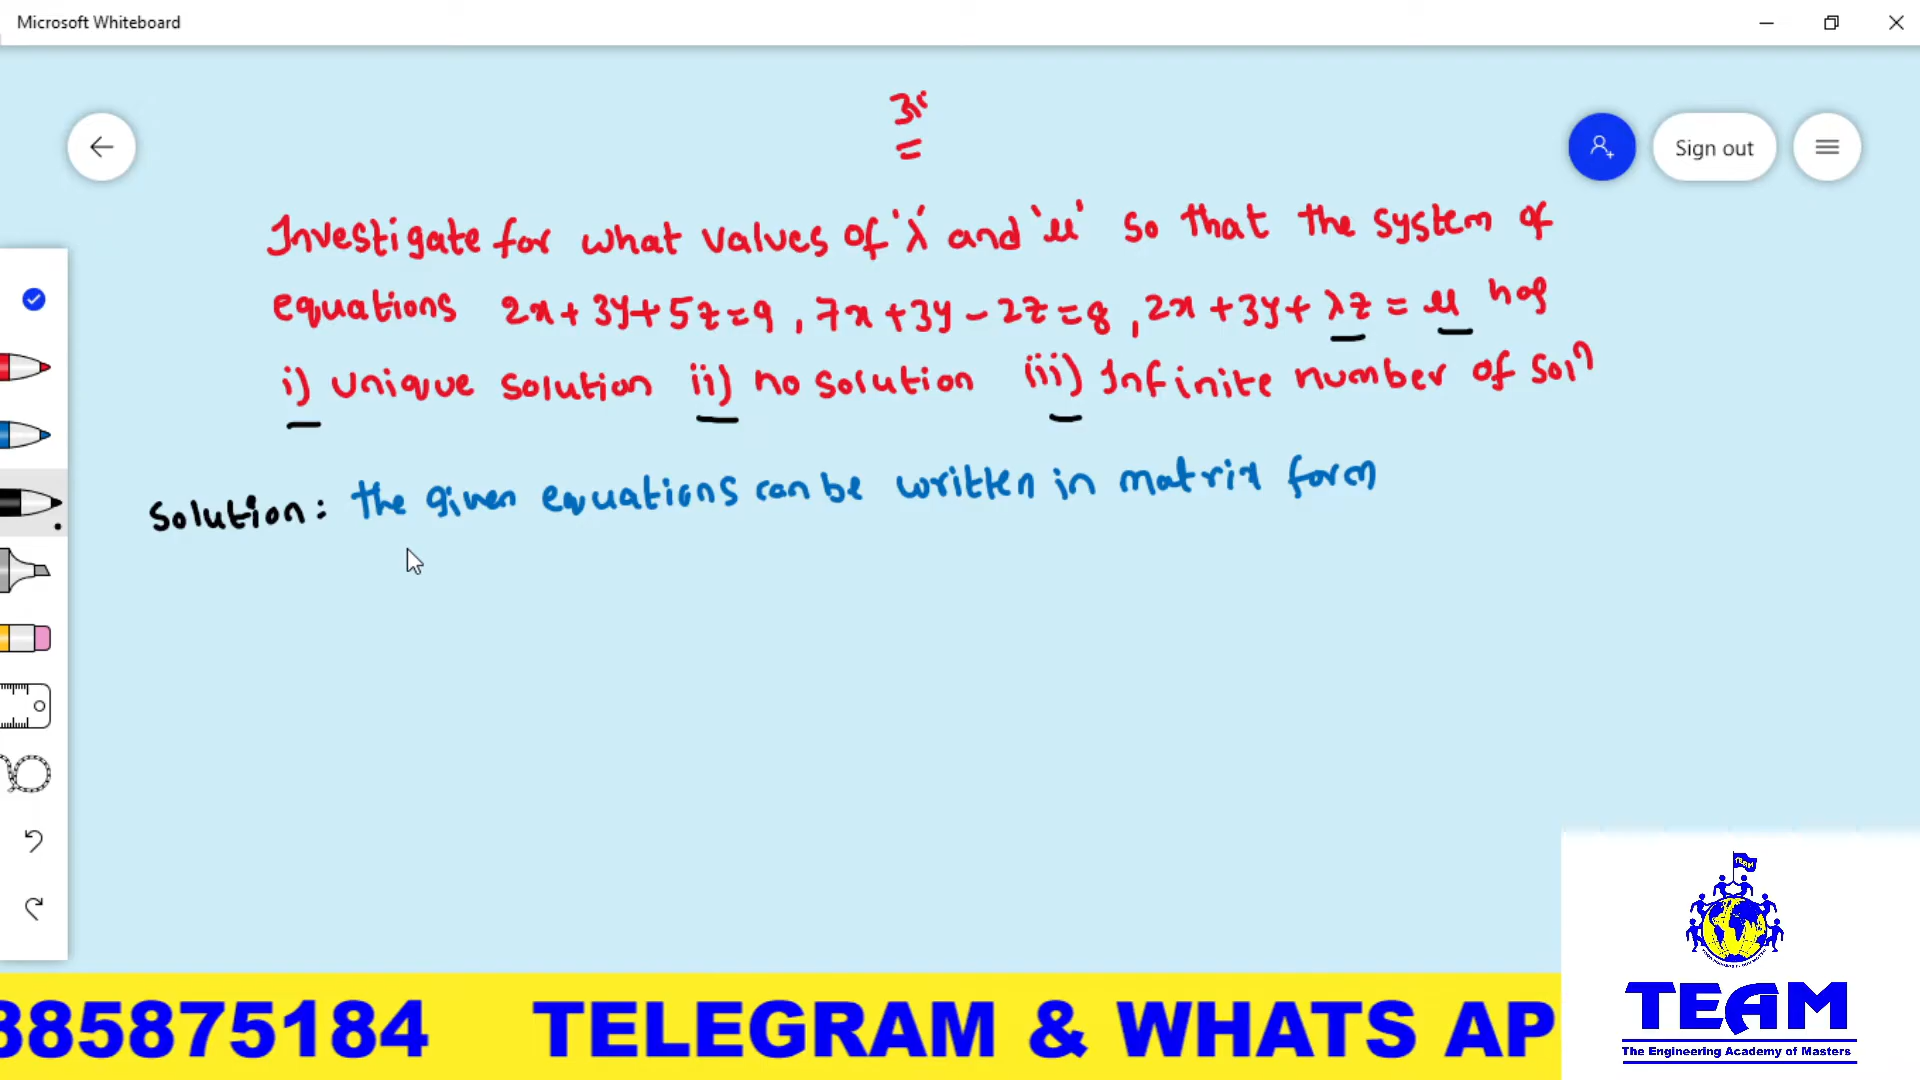 Microsoft Whiteboard
Sign out
Investigate for what values of 'λ' and 'μ' so that the system of
equations 2x + 3y + 5z = 9 , 7x + 3y - 2z = 8 , 2x + 3y + λz = μ has
i) unique solution ii) no solution (iii) Infinite number of soln
Solution: the given equations can be written in matrix form
885875184 TELEGRAM & WHATS AP
TEAM
TEAM
The Engineering Academy of Masters